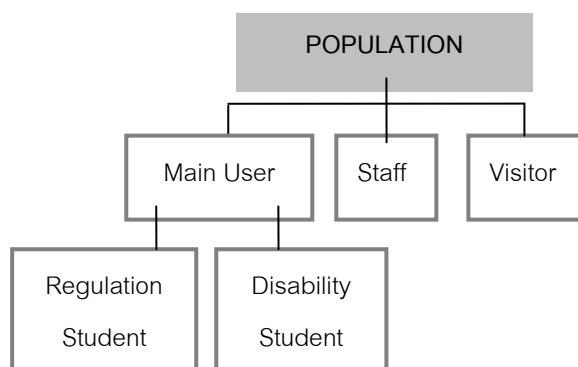 POPULATION
Main User
Staff
Visitor
Regulation
Student
Disability
Student